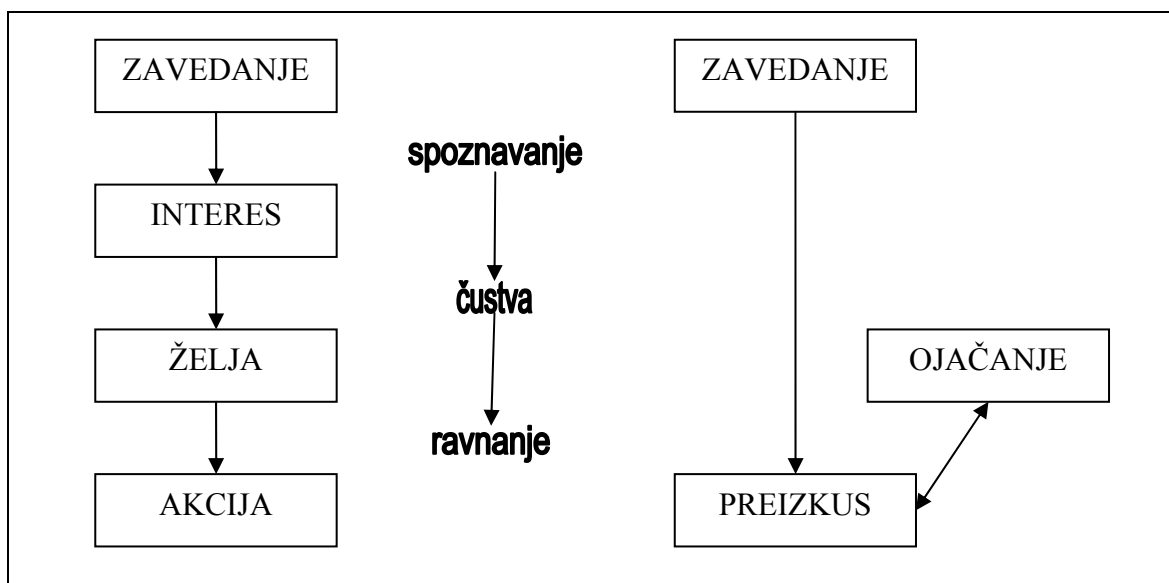 ZAVEDANJE
INTERES
ŽELJA
AKCIJA
spoznavanje
čustva
ravnanje
ZAVEDANJE
OJAČANJE
PREIZKUS